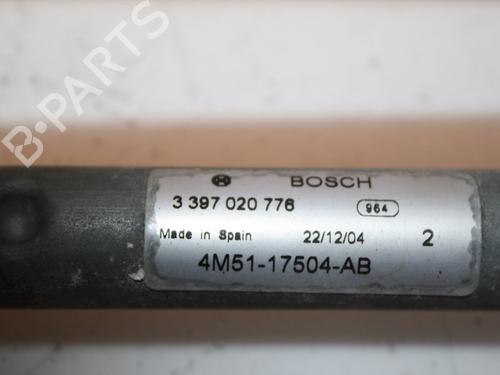 BOSCH
3 397 020 776 964
Made in Spain 22/12/04 2
4M51-17504-AB
B-PARTS